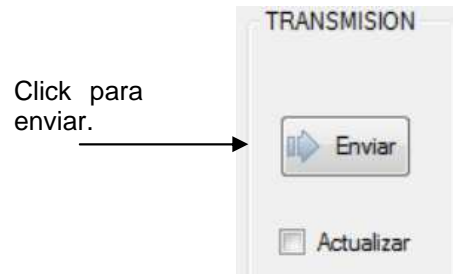 TRANSMISION
Click para
enviar.
Enviar
Actualizar